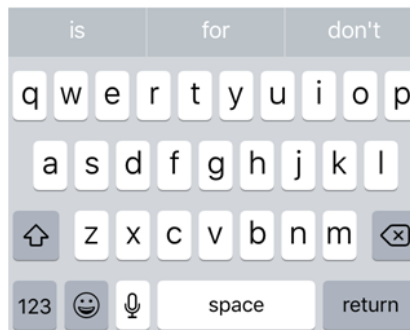 is for don't
q w e r t y u i o p
a s d f g h j k l
z x c v b n m
123 space return